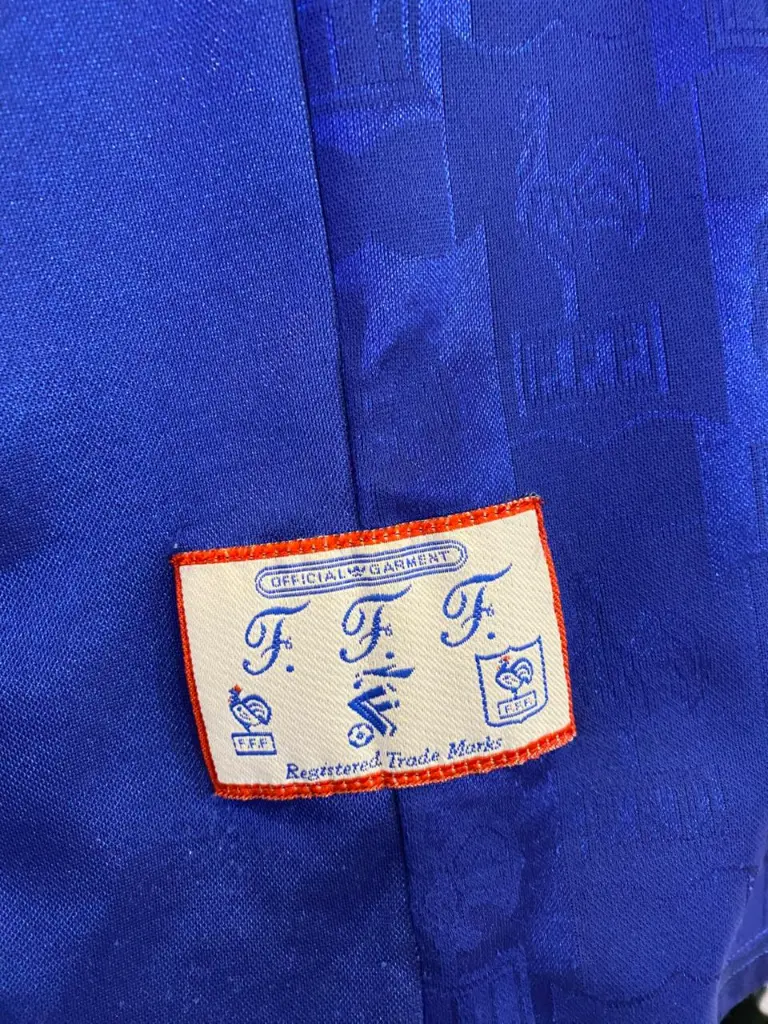 OFFICIAL GARMENT
F. F. F.
F.F.F F.F.F.
Registered Trade Marks